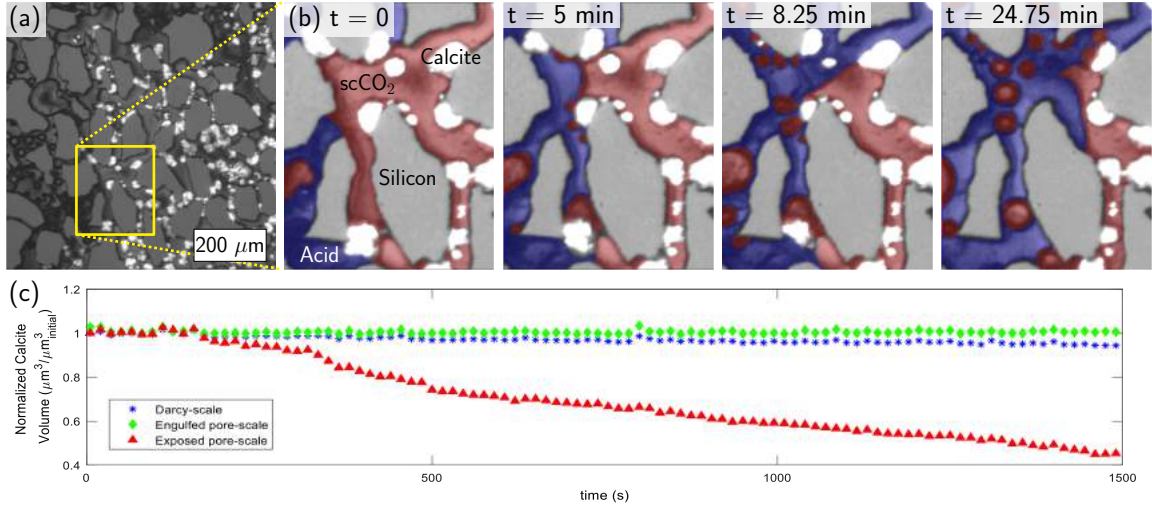 (a)
200 μm
(b)
t = 0
t = 5 min
t = 8.25 min
t = 24.75 min
Calcite
scCO₂
Silicon
Acid
(c)
Normalized Calcite
Volume (μm³/μm³initial)
1.2
1
0.8
0.6
0.4
Darcy-scale
Engulfed pore-scale
Exposed pore-scale
0
500
1000
1500
time (s)